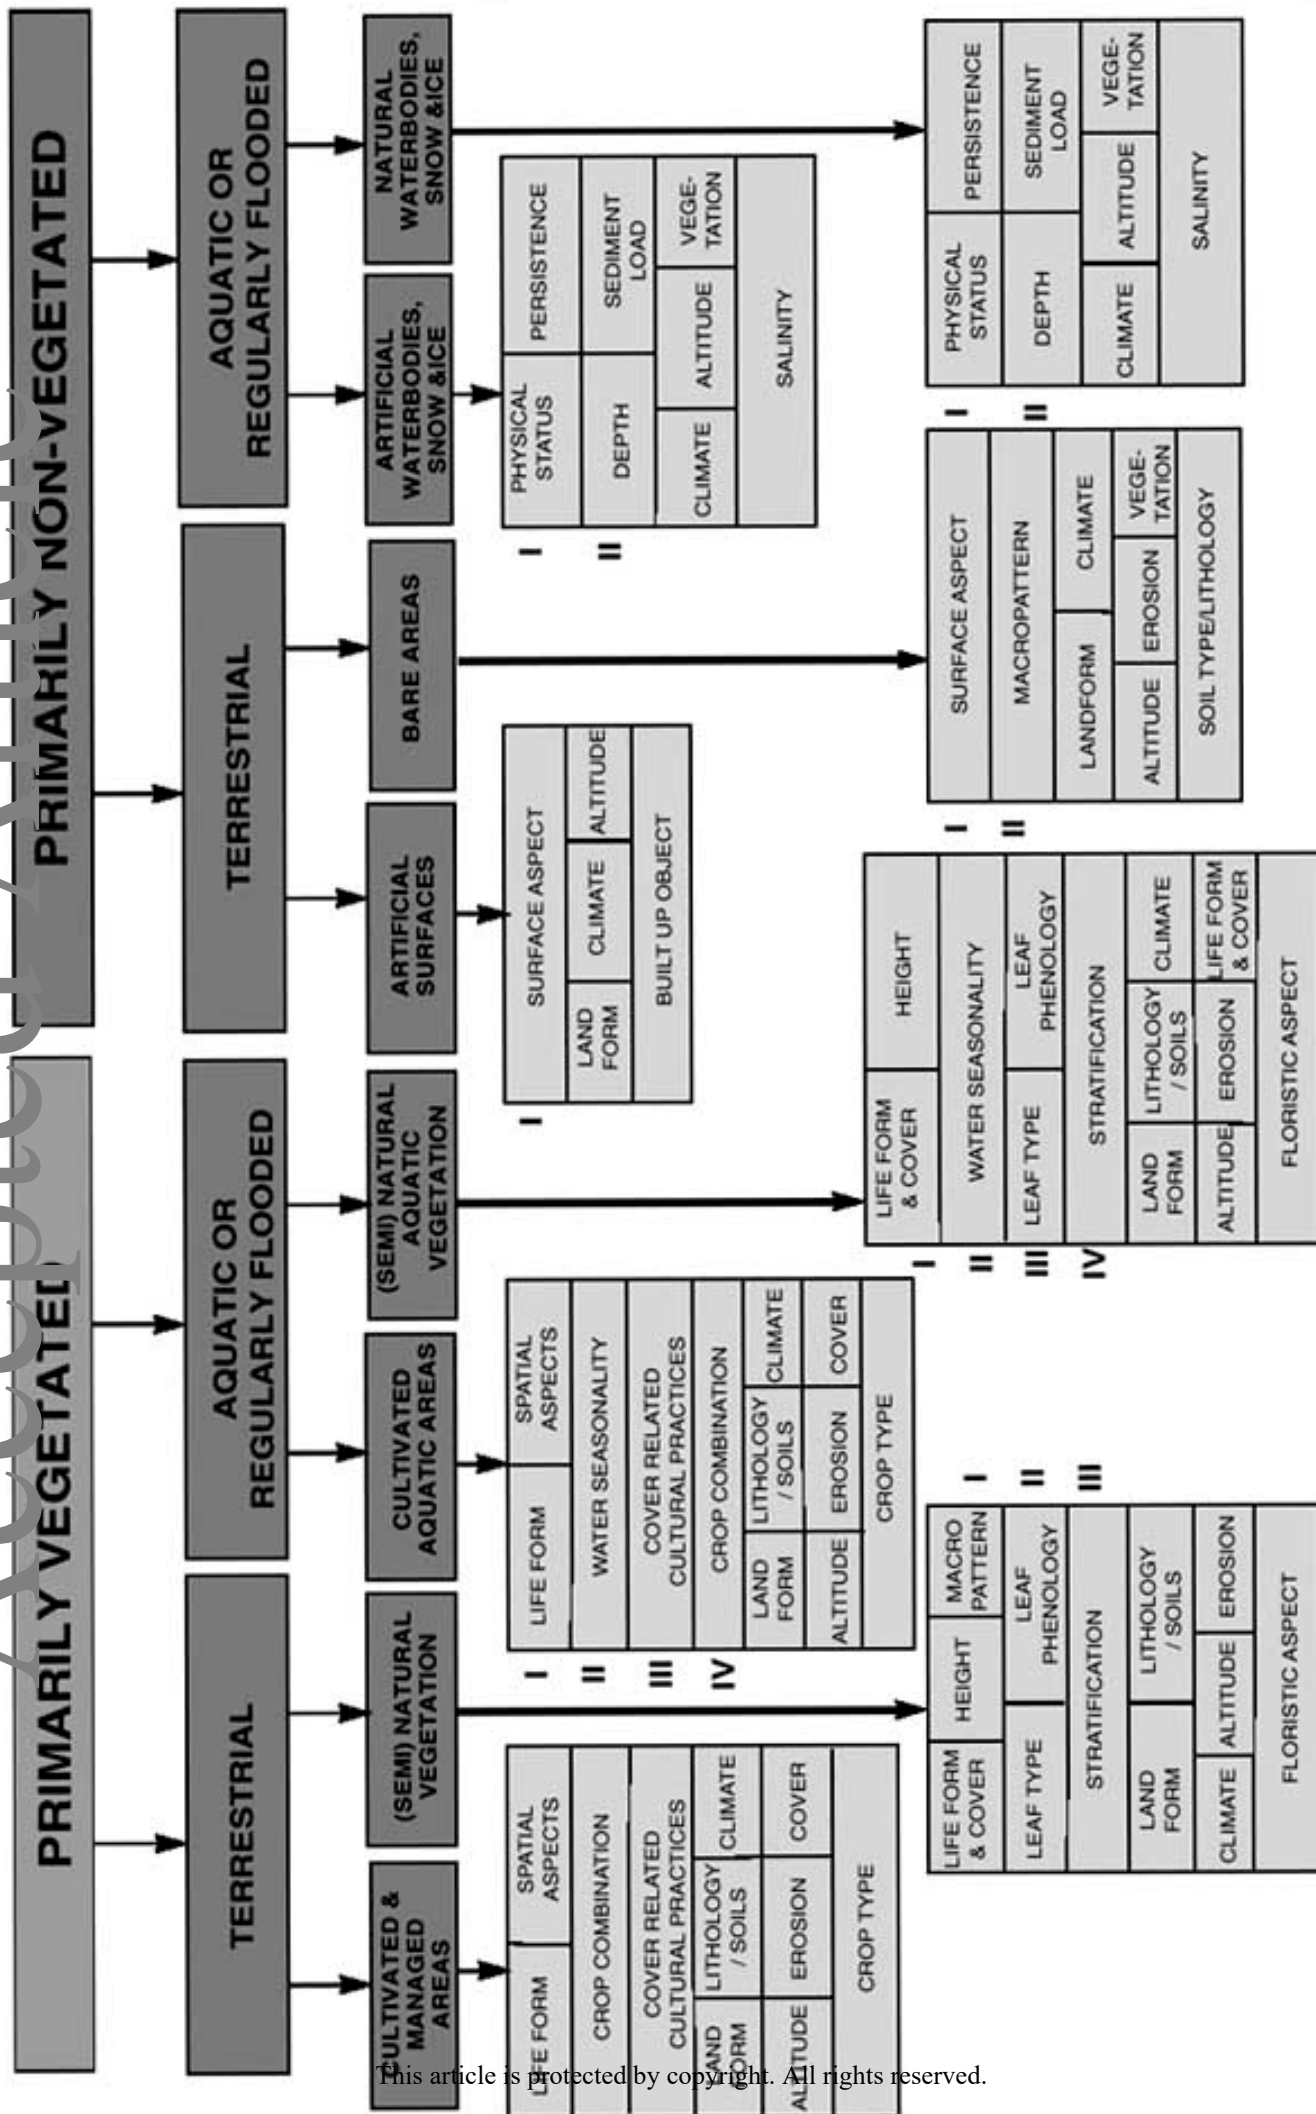 PRIMARILY VEGETATED
PRIMARILY NON-VEGETATED
TERRESTRIAL
AQUATIC OR
REGULARLY FLOODED
TERRESTRIAL
AQUATIC OR
REGULARLY FLOODED
CULTIVATED &
MANAGED
AREAS
(SEMI) NATURAL
VEGETATION
CULTIVATED
AQUATIC AREAS
(SEMI) NATURAL
AQUATIC
VEGETATION
ARTIFICIAL
SURFACES
BARE AREAS
ARTIFICIAL
WATERBODIES,
SNOW &ICE
NATURAL
WATERBODIES,
SNOW &ICE
LIFE FORM
SPATIAL
ASPECTS
CROP COMBINATION
COVER RELATED
CULTURAL PRACTICES
LAND
FORM
LITHOLOGY
/ SOILS
CLIMATE
ALTITUDE
EROSION
COVER
CROP TYPE
I
LIFE FORM
SPATIAL
ASPECTS
II
WATER SEASONALITY
III
COVER RELATED
CULTURAL PRACTICES
IV
CROP COMBINATION
LAND
FORM
LITHOLOGY
/ SOILS
CLIMATE
ALTITUDE
EROSION
COVER
CROP TYPE
I
SURFACE ASPECT
LAND
FORM
CLIMATE
ALTITUDE
BUILT UP OBJECT
I
PHYSICAL
STATUS
PERSISTENCE
II
DEPTH
SEDIMENT
LOAD
CLIMATE
ALTITUDE
VEGE-
TATION
SALINITY
LIFE FORM
& COVER
HEIGHT
MACRO
PATTERN
I
LEAF TYPE
LEAF
PHENOLOGY
II
STRATIFICATION
III
LAND
FORM
LITHOLOGY
/ SOILS
CLIMATE
ALTITUDE
EROSION
FLORISTIC ASPECT
I
LIFE FORM
& COVER
HEIGHT
II
WATER SEASONALITY
III
LEAF TYPE
LEAF
PHENOLOGY
IV
STRATIFICATION
LAND
FORM
LITHOLOGY
/ SOILS
CLIMATE
ALTITUDE
EROSION
LIFE FORM
& COVER
FLORISTIC ASPECT
I
SURFACE ASPECT
II
MACROPATTERN
LANDFORM
CLIMATE
ALTITUDE
EROSION
VEGE-
TATION
SOIL TYPE/LITHOLOGY
I
PHYSICAL
STATUS
PERSISTENCE
II
DEPTH
SEDIMENT
LOAD
CLIMATE
ALTITUDE
VEGE-
TATION
SALINITY
This article is protected by copyright. All rights reserved.